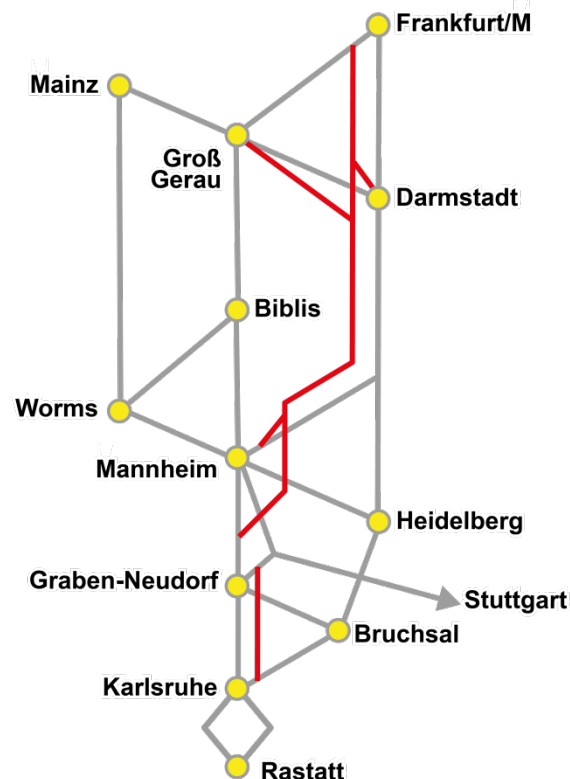 Frankfurt/M
Mainz
Groß
Gerau
Darmstadt
Biblis
Worms
Mannheim
Heidelberg
Graben-Neudorf
Stuttgart
Bruchsal
Karlsruhe
Rastatt